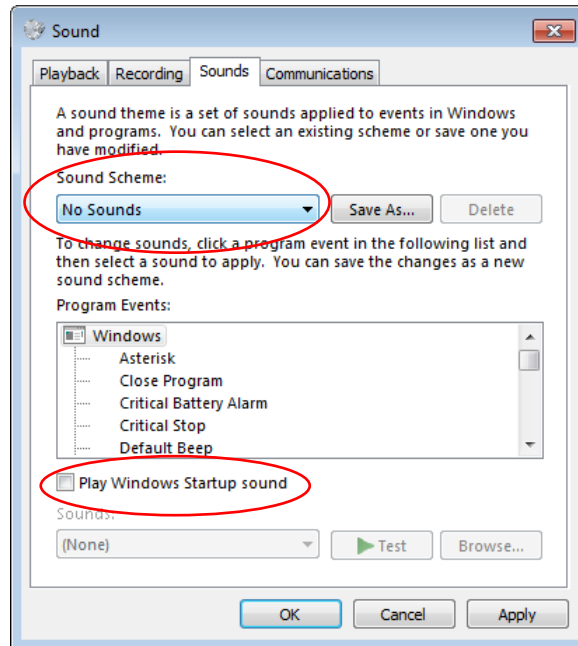 Sound
Playback Recording Sounds Communications
A sound theme is a set of sounds applied to events in Windows
and programs. You can select an existing scheme or save one you
have modified.
Sound Scheme:
No Sounds Save As... Delete
To change sounds, click a program event in the following list and
then select a sound to apply. You can save the changes as a new
sound scheme.
Program Events:
Windows
Asterisk
Close Program
Critical Battery Alarm
Critical Stop
Default Beep
Play Windows Startup sound
Sounds:
(None) Test Browse...
OK Cancel Apply